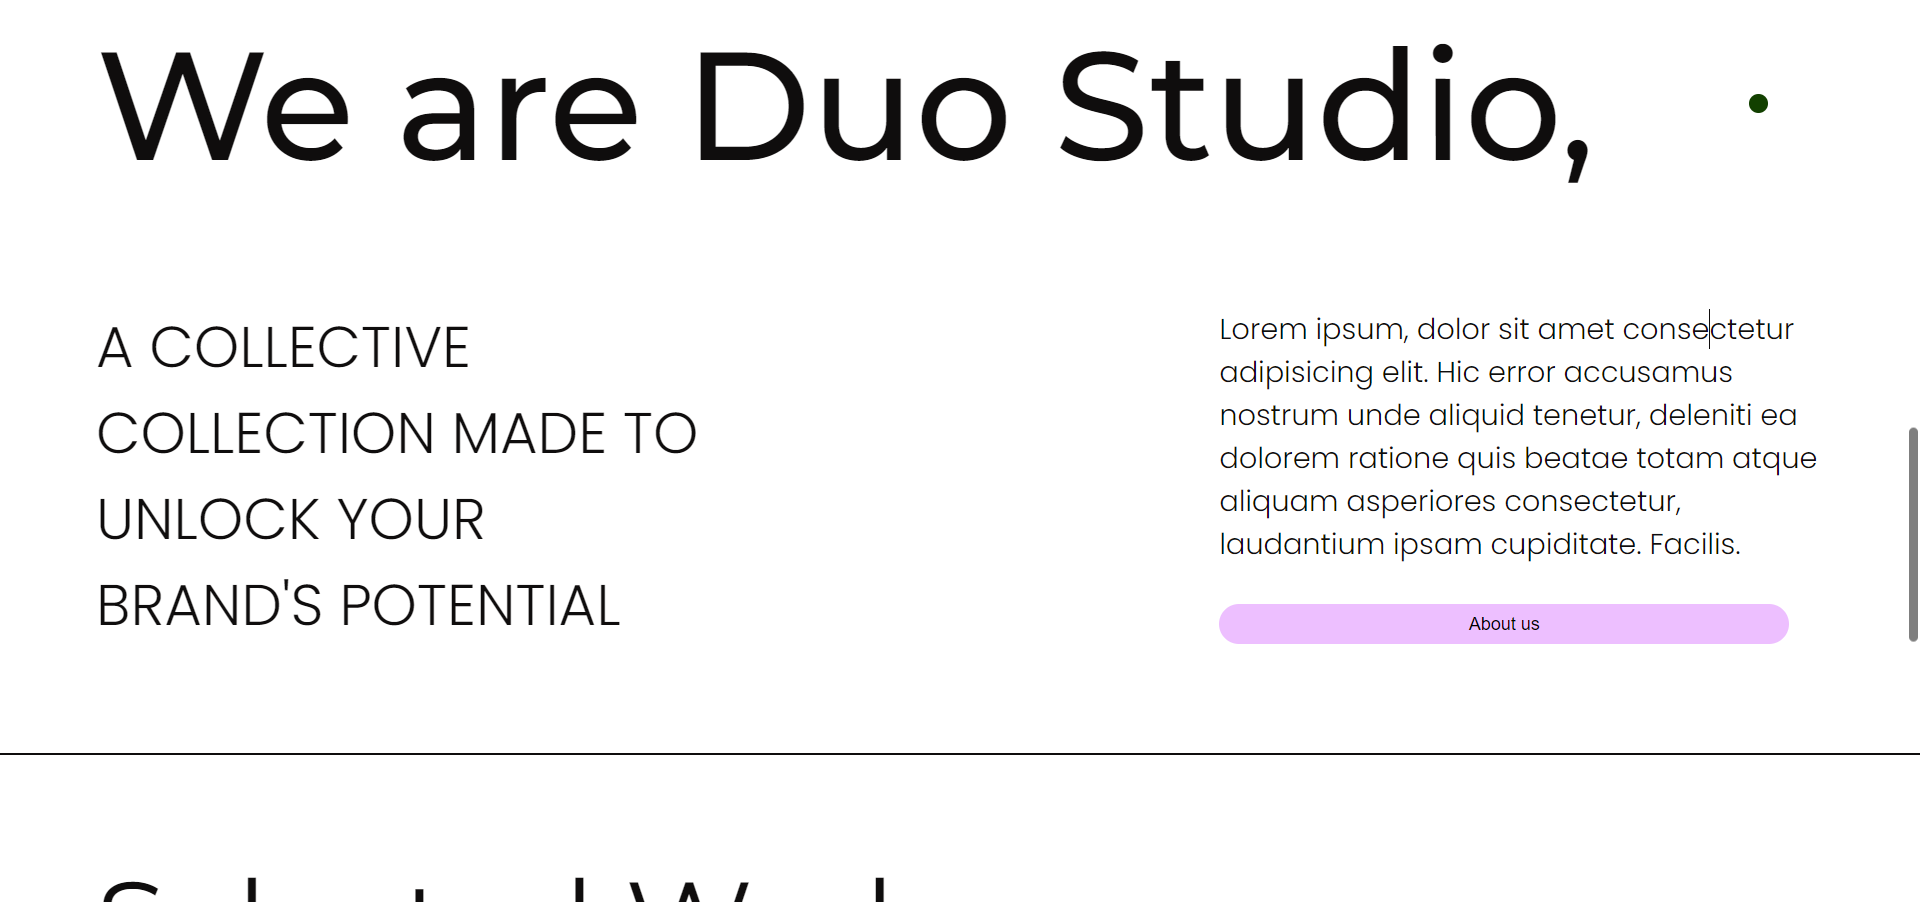 We are Duo Studio,
A COLLECTIVE
COLLECTION MADE TO
UNLOCK YOUR
BRAND'S POTENTIAL
Lorem ipsum, dolor sit amet consectetur
adipisicing elit. Hic error accusamus
nostrum unde aliquid tenetur, deleniti ea
dolorem ratione quis beatae totam atque
aliquam asperiores consectetur,
laudantium ipsam cupiditate. Facilis.
About us